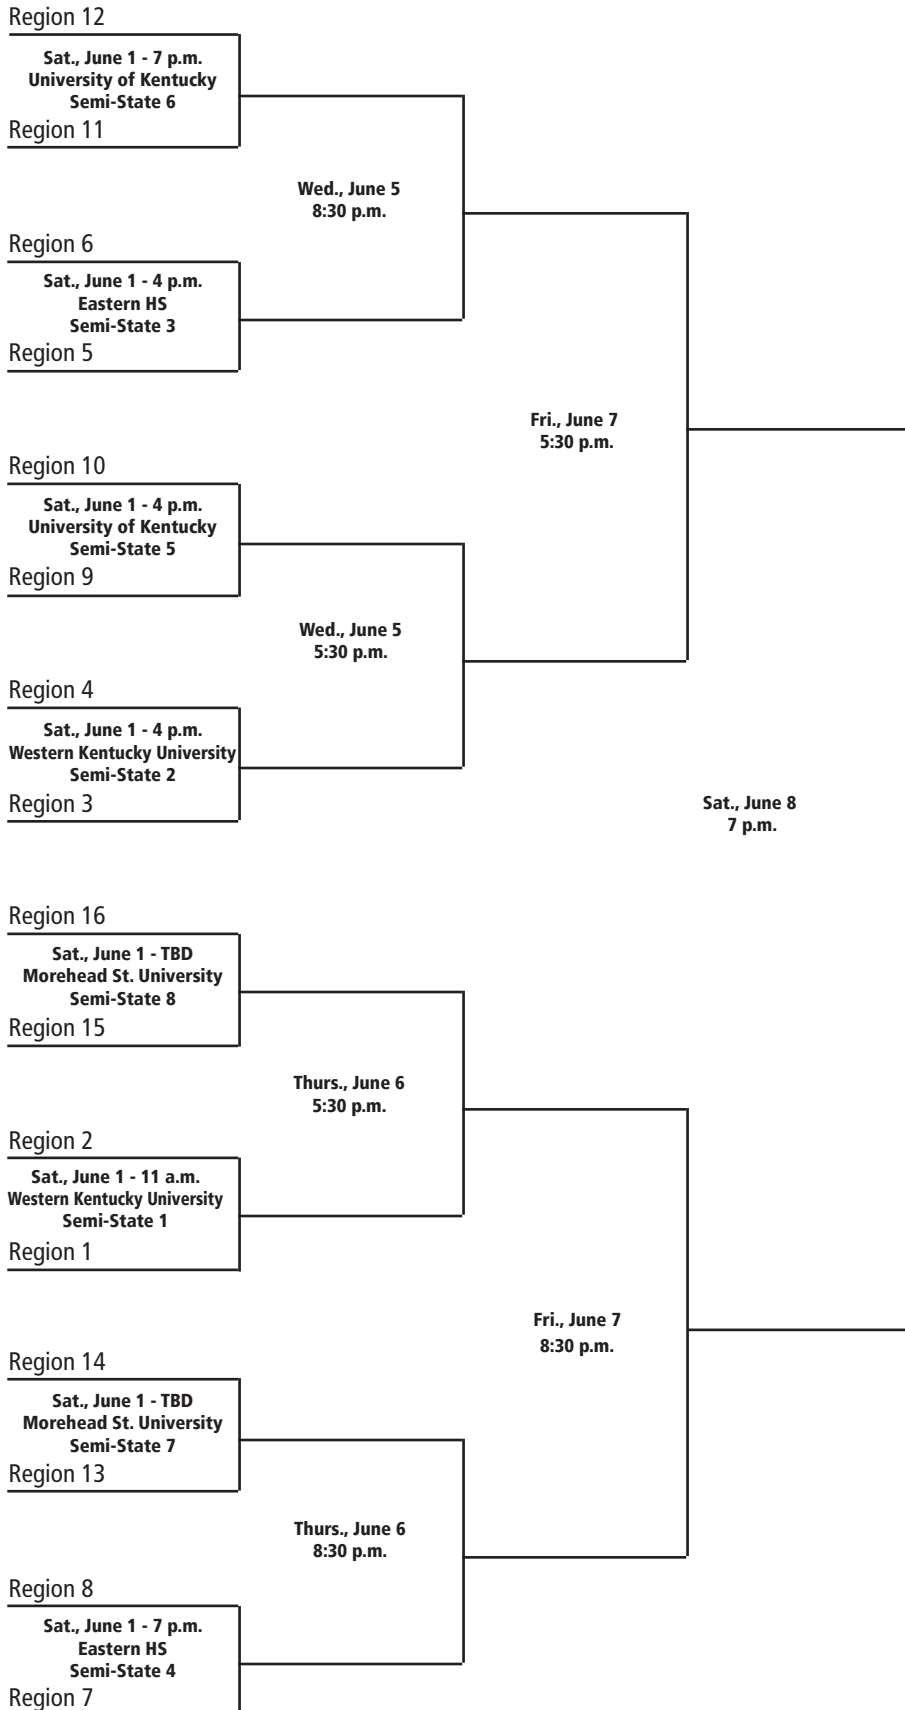 Region 12
Sat., June 1 - 7 p.m.
University of Kentucky
Semi-State 6
Region 11
Wed., June 5
8:30 p.m.
Region 6
Sat., June 1 - 4 p.m.
Eastern HS
Semi-State 3
Region 5
Fri., June 7
5:30 p.m.
Region 10
Sat., June 1 - 4 p.m.
University of Kentucky
Semi-State 5
Region 9
Wed., June 5
5:30 p.m.
Region 4
Sat., June 1 - 4 p.m.
Western Kentucky University
Semi-State 2
Region 3
Sat., June 8
7 p.m.
Region 16
Sat., June 1 - TBD
Morehead St. University
Semi-State 8
Region 15
Thurs., June 6
5:30 p.m.
Region 2
Sat., June 1 - 11 a.m.
Western Kentucky University
Semi-State 1
Region 1
Fri., June 7
8:30 p.m.
Region 14
Sat., June 1 - TBD
Morehead St. University
Semi-State 7
Region 13
Thurs., June 6
8:30 p.m.
Region 8
Sat., June 1 - 7 p.m.
Eastern HS
Semi-State 4
Region 7